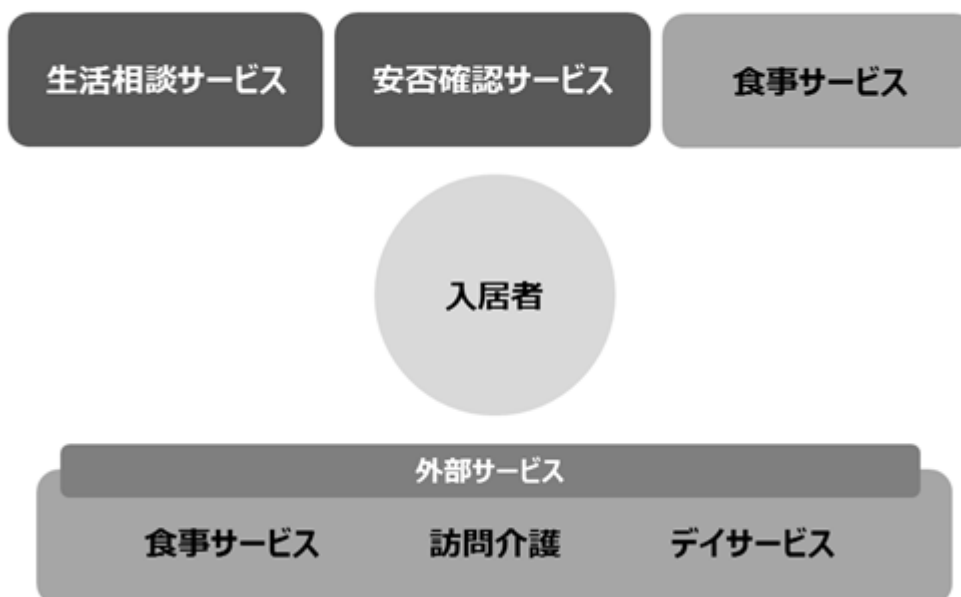 生活相談サービス
安否確認サービス
食事サービス
入居者
外部サービス
食事サービス 訪問介護 デイサービス